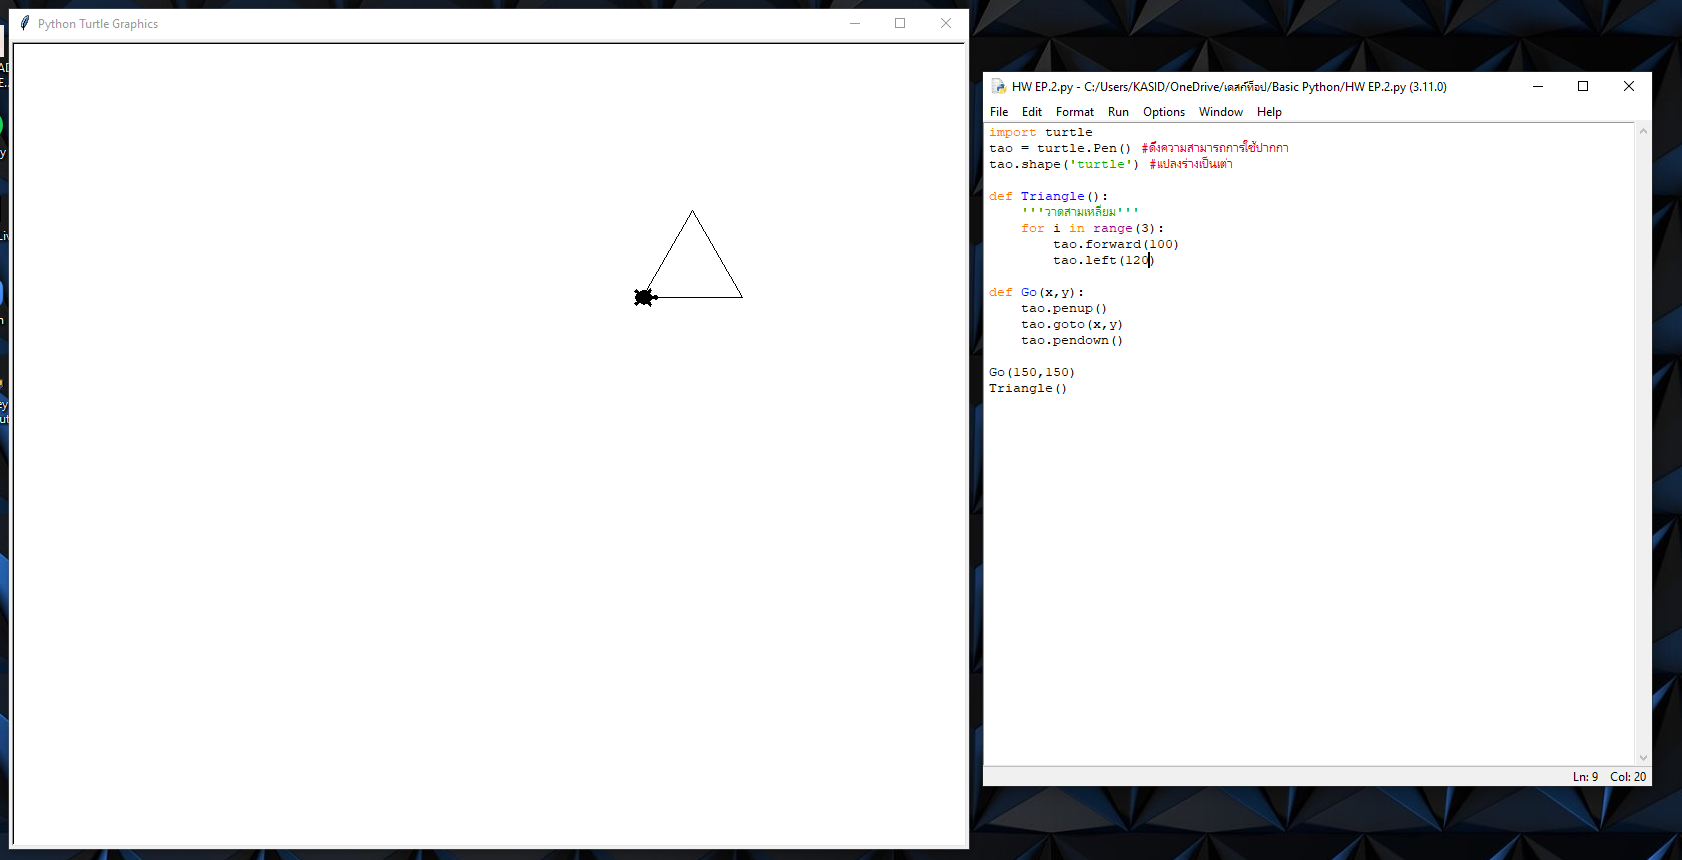 Python Turtle Graphics
HW EP.2.py - C:/Users/KASID/OneDrive/เดสก์ท็อป/Basic Python/HW EP.2.py (3.11.0)
File Edit Format Run Options Window Help
import turtle
tao = turtle.Pen() #ดึงความสามารถการใช้ปากกา
tao.shape('turtle') #แปลงร่างเป็นเต่า
def Triangle():
'''วาดสามเหลี่ยม'''
for i in range(3):
tao.forward(100)
tao.left(120)
def Go(x,y):
tao.penup()
tao.goto(x,y)
tao.pendown()
Go(150,150)
Triangle()
Ln: 9 Col: 20